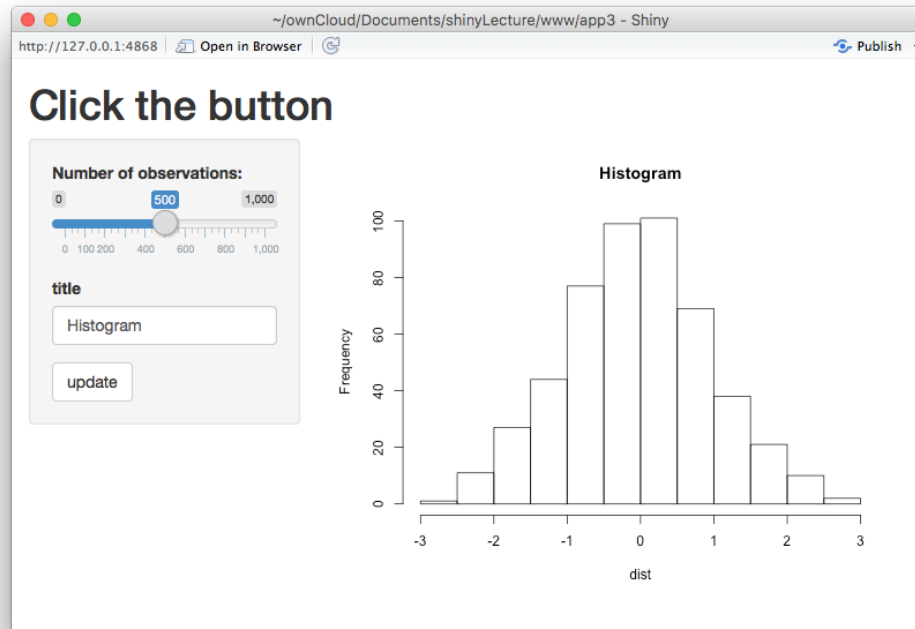 ~/ownCloud/Documents/shinyLecture/www/app3 - Shiny
http://127.0.0.1:4868 Open in Browser Publish
Click the button
Number of observations:
0 500 1,000
0 100 200 400 600 800 1,000
title
Histogram
update
Histogram
Frequency
100
80
60
40
20
0
-3 -2 -1 0 1 2 3
dist